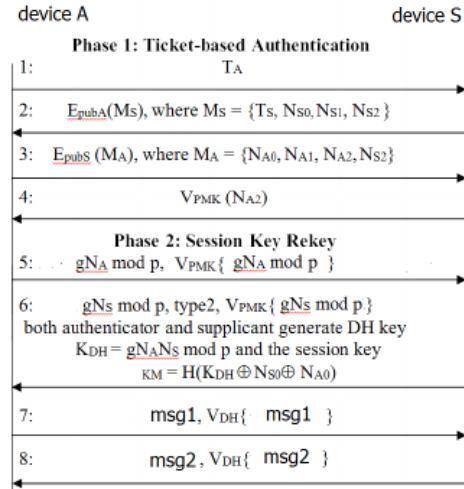 device A device S
Phase 1: Ticket-based Authentication
1: TA
2: EpubA(Ms), where Ms = {Ts, NS0, NS1, NS2 }
3: EpubS (MA), where MA = {NA0, NA1, NA2, NS2}
4: VPMK (NA2)
Phase 2: Session Key Rekey
5: gNA mod p, VPMK{ gNA mod p }
6: gNs mod p, type2, VPMK{ gNs mod p}
both authenticator and supplicant generate DH key
KDH = gNANs mod p and the session key
KM = H(KDH ⊕ NS0⊕ NA0)
7: msg1, VDH{ msg1 }
8: msg2, VDH{ msg2 }